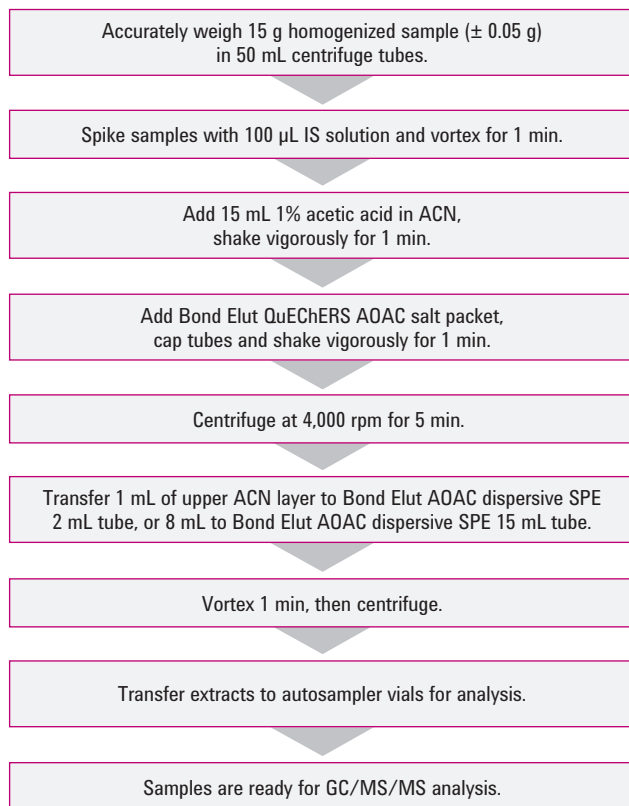 Accurately weigh 15 g homogenized sample (± 0.05 g)
in 50 mL centrifuge tubes.
Spike samples with 100 µL IS solution and vortex for 1 min.
Add 15 mL 1% acetic acid in ACN,
shake vigorously for 1 min.
Add Bond Elut QuEChERS AOAC salt packet,
cap tubes and shake vigorously for 1 min.
Centrifuge at 4,000 rpm for 5 min.
Transfer 1 mL of upper ACN layer to Bond Elut AOAC dispersive SPE
2 mL tube, or 8 mL to Bond Elut AOAC dispersive SPE 15 mL tube.
Vortex 1 min, then centrifuge.
Transfer extracts to autosampler vials for analysis.
Samples are ready for GC/MS/MS analysis.